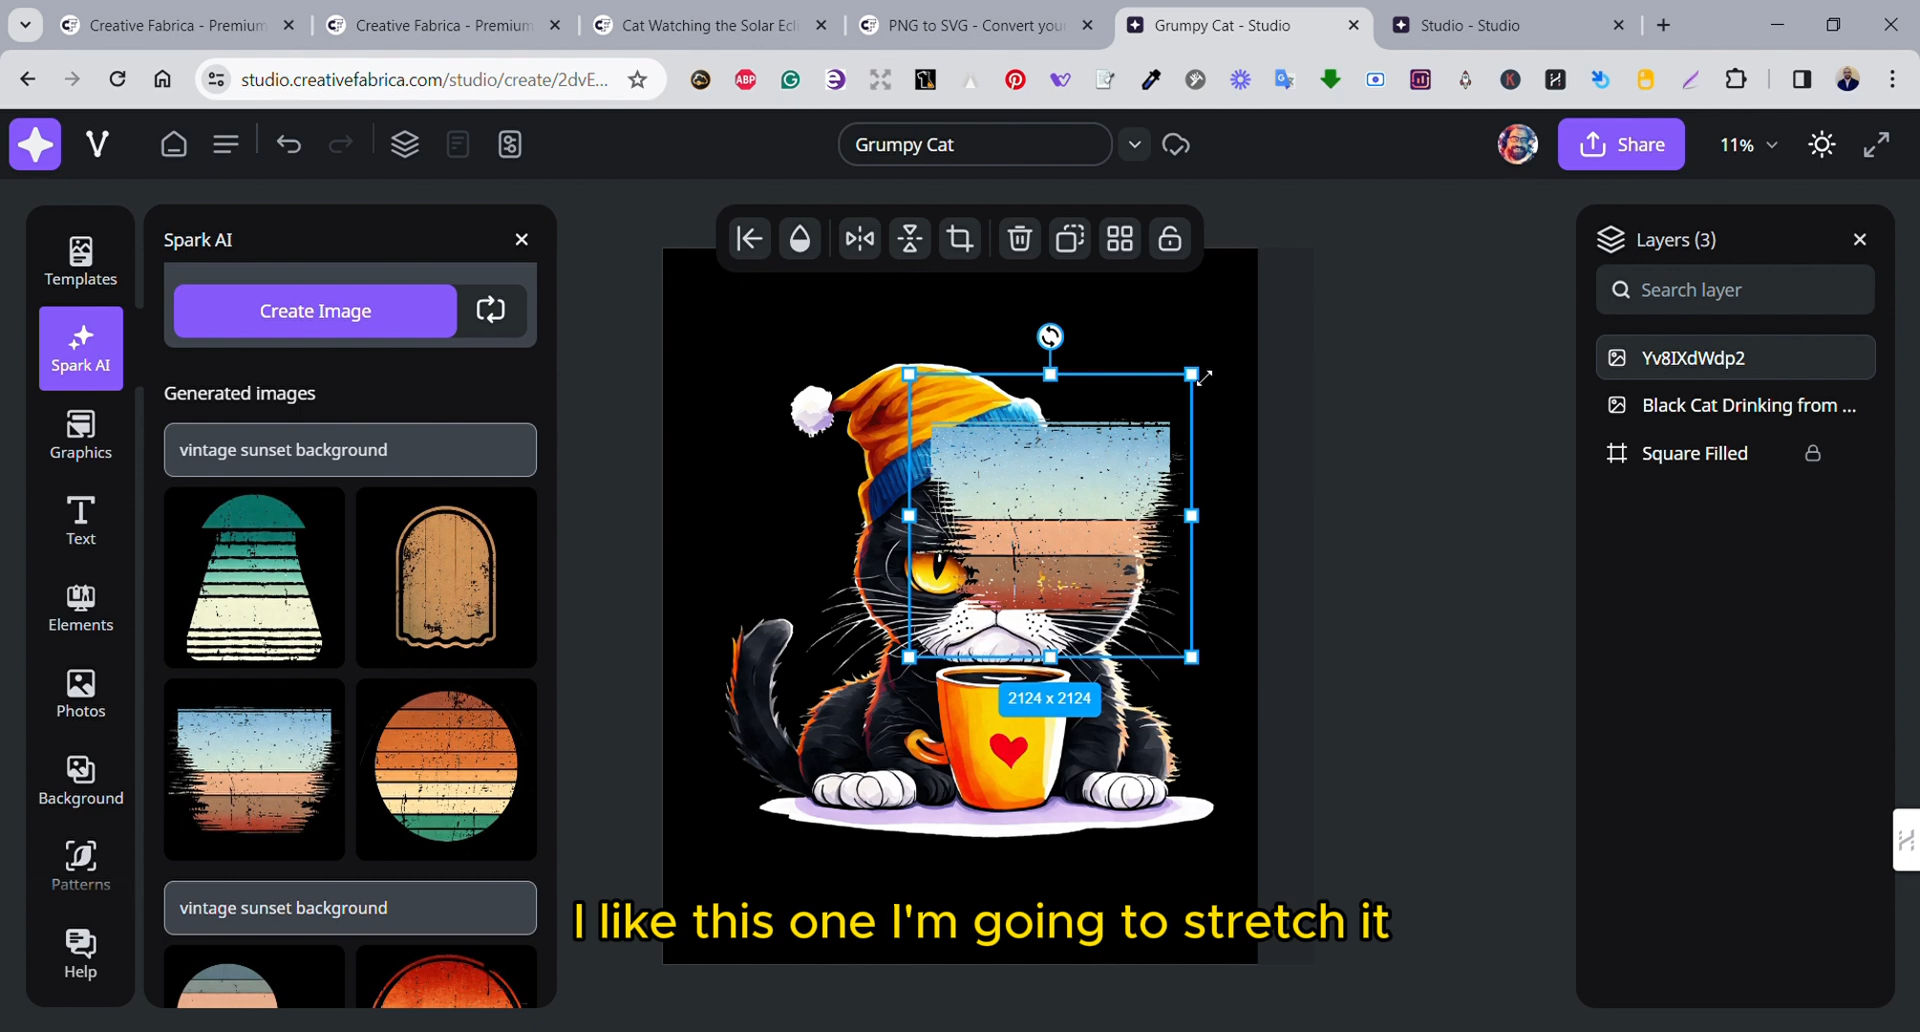 Creative Fabrica - Premium
Creative Fabrica - Premium
Cat Watching the Solar Ecli
PNG to SVG - Convert your
Grumpy Cat - Studio
Studio - Studio
studio.creativefabrica.com/studio/create/2dvE...
ABP
Grumpy Cat
Share
11%
Templates
Spark AI
Graphics
Text
Elements
Photos
Background
Patterns
Help
Spark AI
Create Image
Generated images
vintage sunset background
vintage sunset background
2124 x 2124
Layers (3)
Search layer
Yv8IXdWdp2
Black Cat Drinking from ...
Square Filled
I like this one I'm going to stretch it